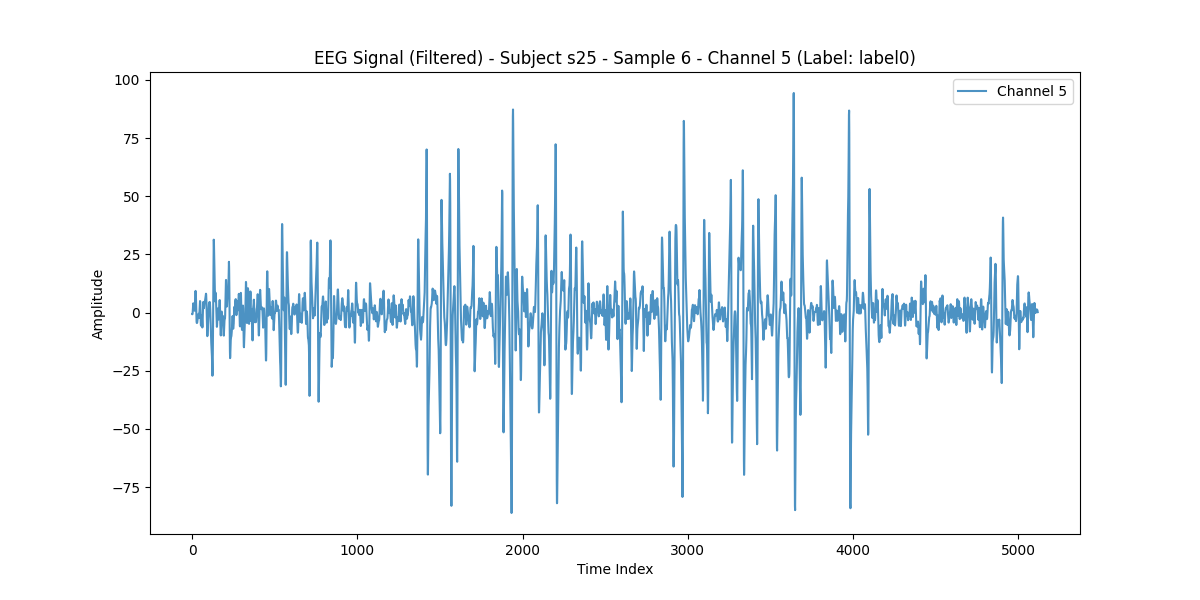 EEG Signal (Filtered) - Subject s25 - Sample 6 - Channel 5 (Label: label0)
Channel 5
100
75
50
25
0
−25
−50
−75
Amplitude
0 1000 2000 3000 4000 5000
Time Index